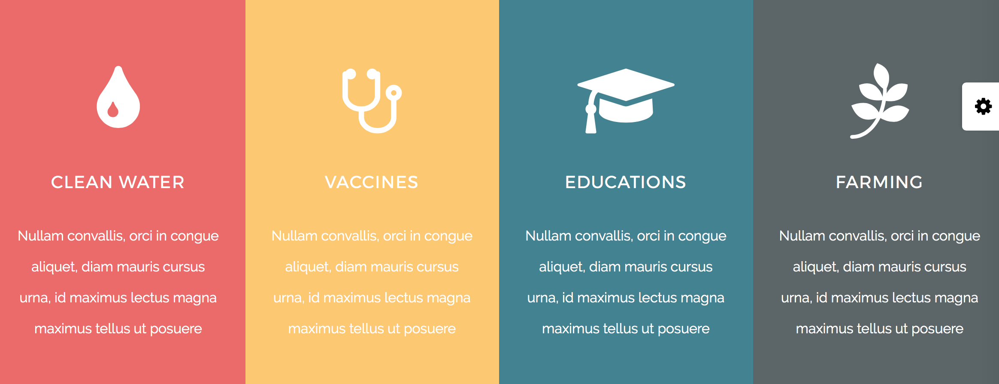 CLEAN WATER
Nullam convallis, orci in congue
aliquet, diam mauris cursus
urna, id maximus lectus magna
maximus tellus ut posuere
VACCINES
Nullam convallis, orci in congue
aliquet, diam mauris cursus
urna, id maximus lectus magna
maximus tellus ut posuere
EDUCATIONS
Nullam convallis, orci in congue
aliquet, diam mauris cursus
urna, id maximus lectus magna
maximus tellus ut posuere
FARMING
Nullam convallis, orci in congue
aliquet, diam mauris cursus
urna, id maximus lectus magna
maximus tellus ut posuere